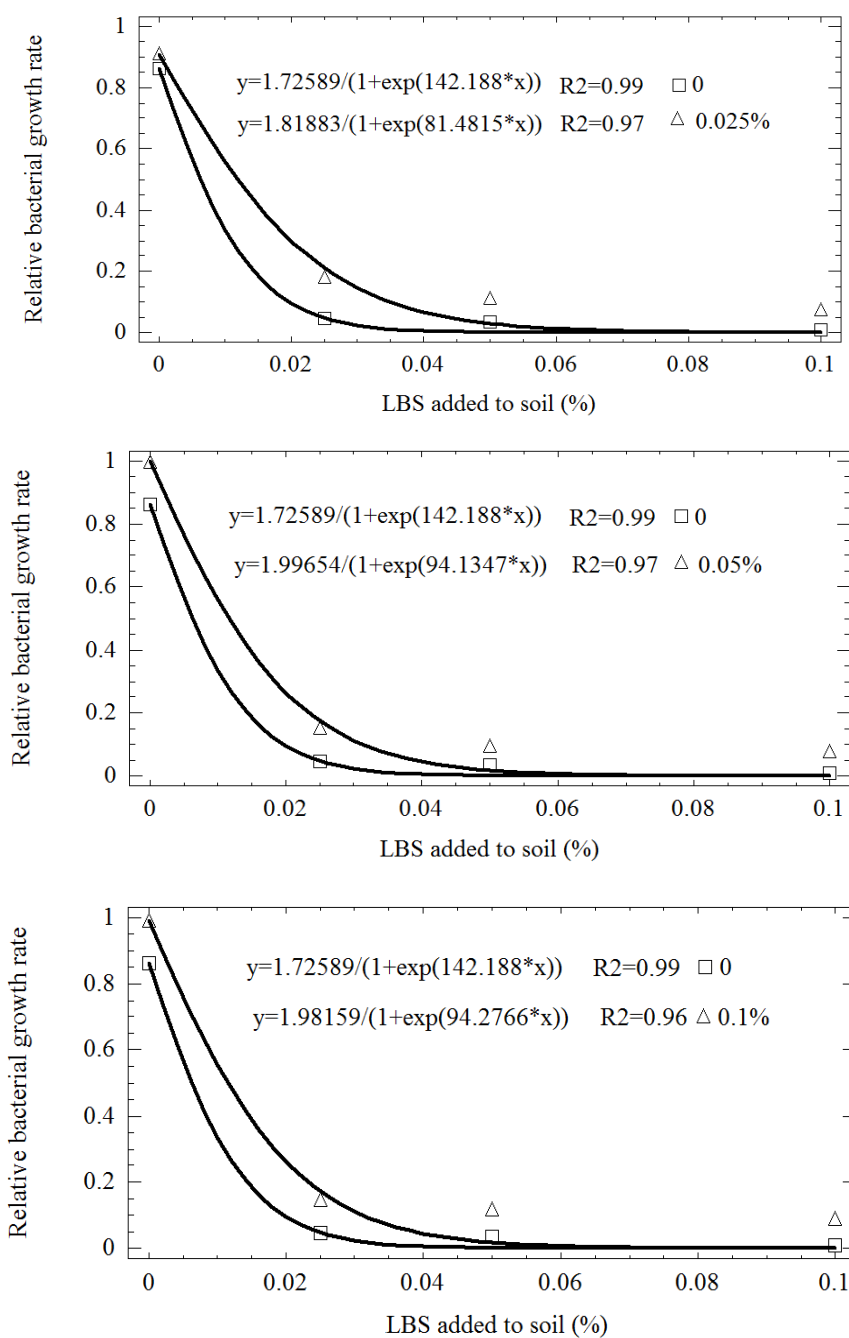 Relative bacterial growth rate
1
0.8
0.6
0.4
0.2
0
y=1.72589/(1+exp(142.188*x)) R2=0.99 0
y=1.81883/(1+exp(81.4815*x)) R2=0.97 0.025%
0 0.02 0.04 0.06 0.08 0.1
LBS added to soil (%)
Relative bacterial growth rate
1
0.8
0.6
0.4
0.2
0
y=1.72589/(1+exp(142.188*x)) R2=0.99 0
y=1.99654/(1+exp(94.1347*x)) R2=0.97 0.05%
0 0.02 0.04 0.06 0.08 0.1
LBS added to soil (%)
Relative bacterial growth rate
1
0.8
0.6
0.4
0.2
0
y=1.72589/(1+exp(142.188*x)) R2=0.99 0
y=1.98159/(1+exp(94.2766*x)) R2=0.96 0.1%
0 0.02 0.04 0.06 0.08 0.1
LBS added to soil (%)